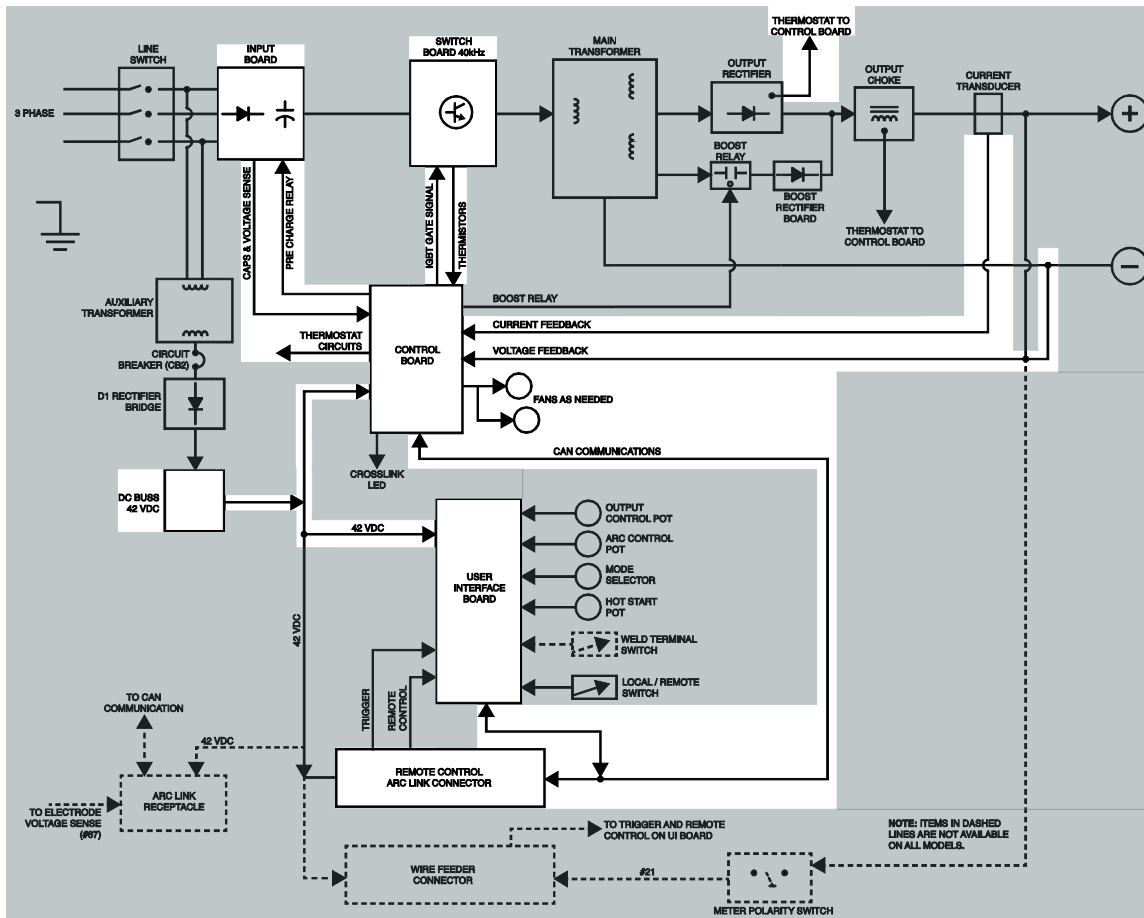 THERMOSTAT TO
CONTROL BOARD
LINE
SWITCH
INPUT
BOARD
SWITCH
BOARD 40kHz
MAIN
TRANSFORMER
OUTPUT
RECTIFIER
OUTPUT
CHOKE
CURRENT
TRANSDUCER
3 PHASE
+
BOOST
RELAY
BOOST
RECTIFIER
BOARD
THERMOSTAT TO
CONTROL BOARD
CAPS & VOLTAGE SENSE
PRE CHARGE RELAY
IGBT GATE SIGNAL
THERMISTORS
−
AUXILIARY
TRANSFORMER
BOOST RELAY
CURRENT FEEDBACK
THERMOSTAT
CIRCUITS
CONTROL
BOARD
VOLTAGE FEEDBACK
CIRCUIT
BREAKER (CB2)
D1 RECTIFIER
BRIDGE
FANS AS NEEDED
CAN COMMUNICATIONS
CROSSLINK
LED
DC BUSS
42 VDC
42 VDC
OUTPUT
CONTROL POT
ARC CONTROL
POT
USER
INTERFACE
BOARD
MODE
SELECTOR
HOT START
POT
42 VDC
WELD TERMINAL
SWITCH
LOCAL / REMOTE
SWITCH
TRIGGER
REMOTE
CONTROL
TO CAN
COMMUNICATION
42 VDC
REMOTE CONTROL
ARC LINK CONNECTOR
ARC LINK
RECEPTACLE
TO ELECTRODE
VOLTAGE SENSE
(#67)
TO TRIGGER AND REMOTE
CONTROL ON UI BOARD
NOTE: ITEMS IN DASHED
LINES ARE NOT AVAILABLE
ON ALL MODELS.
WIRE FEEDER
CONNECTOR
#21
METER POLARITY SWITCH